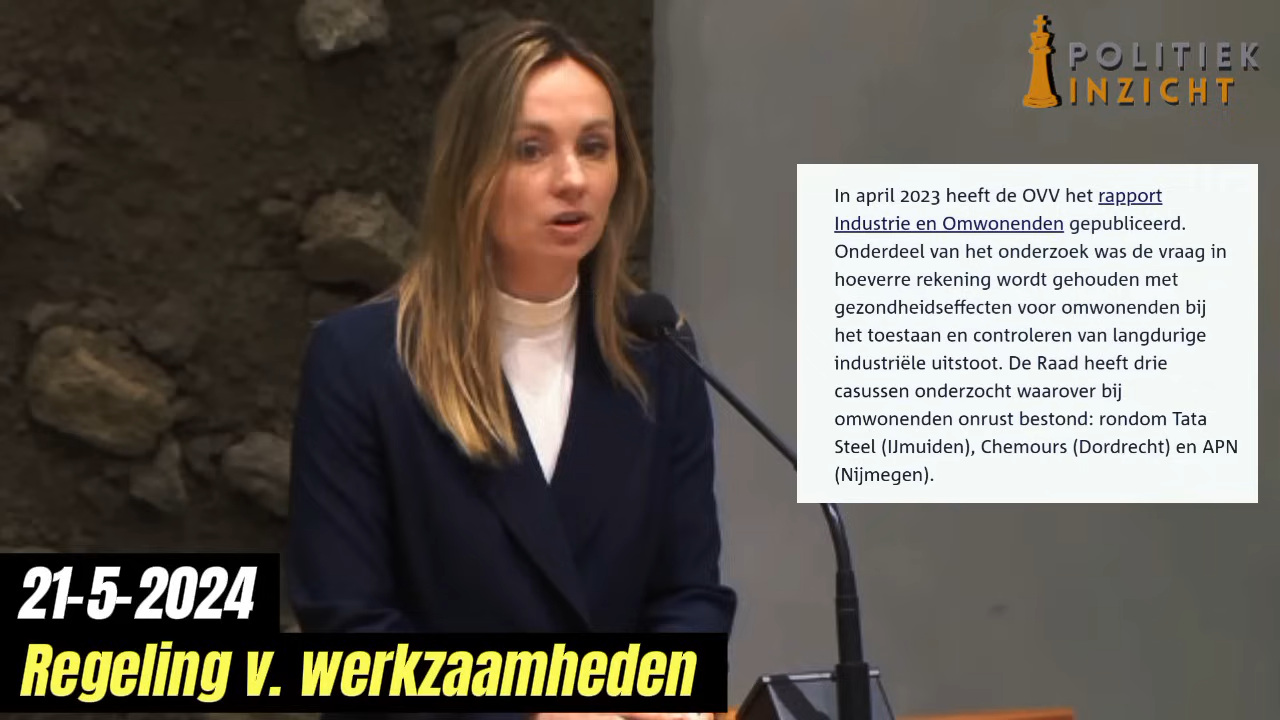 POLITIEK
INZICHT
In april 2023 heeft de OVV het rapport
Industrie en Omwonenden gepubliceerd.
Onderdeel van het onderzoek was de vraag in
hoeverre rekening wordt gehouden met
gezondheidseffecten voor omwonenden bij
het toestaan en controleren van langdurige
industriële uitstoot. De Raad heeft drie
casussen onderzocht waarover bij
omwonenden onrust bestond: rondom Tata
Steel (IJmuiden), Chemours (Dordrecht) en APN
(Nijmegen).
21-5-2024
Regeling v. werkzaamheden